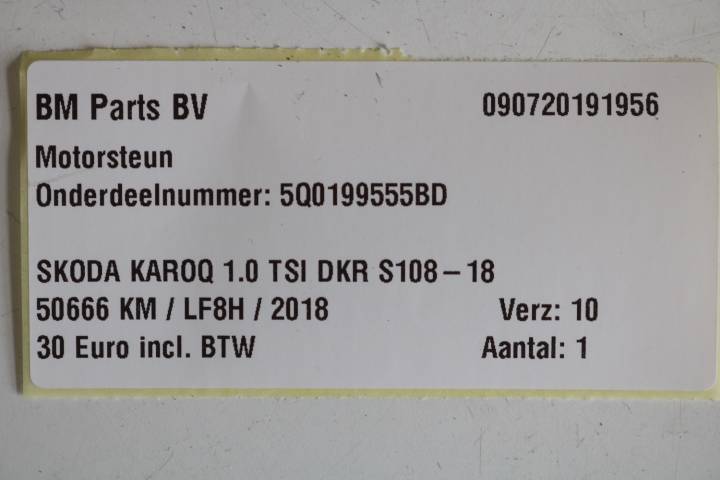 BM Parts BV 090720191956
Motorsteun
Onderdeelnummer: 5Q0199555BD
SKODA KAROQ 1.0 TSI DKR S108-18
50666 KM / LF8H / 2018 Verz: 10
30 Euro incl. BTW Aantal: 1